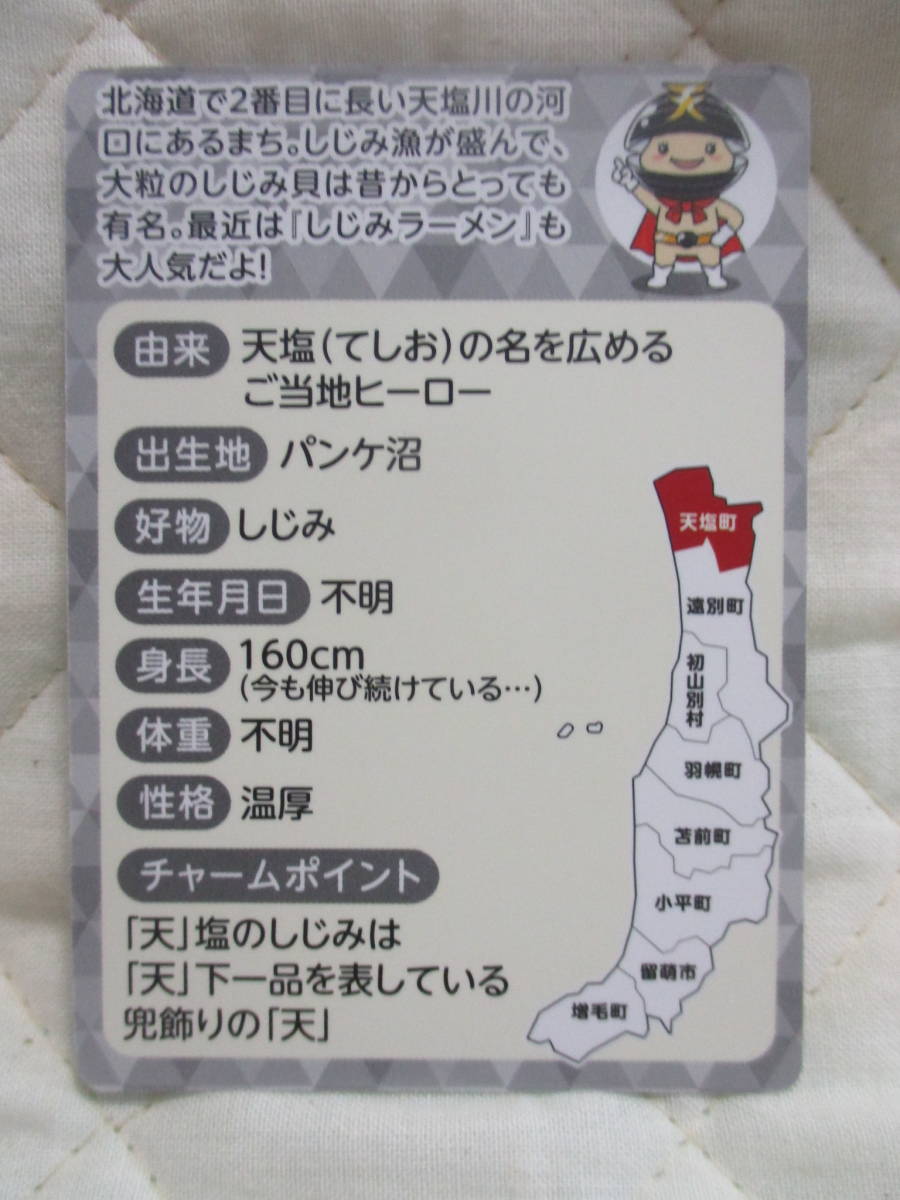 北海道で2番目に長い天塩川の河
口にあるまち。しじみ漁が盛んで、
大粒のしじみ貝は昔からとっても
有名。最近は『しじみラーメン』も
大人気だよ!
天
由来 天塩(てしお)の名を広める
ご当地ヒーロー
出生地 パンケ沼
好物 しじみ
生年月日 不明
身長 160cm
(今も伸び続けている…)
体重 不明
性格 温厚
チャームポイント
「天」塩のしじみは
「天」下一品を表している
兜飾りの「天」
天塩町
遠別町
初山別村
羽幌町
苫前町
小平町
留萌市
増毛町